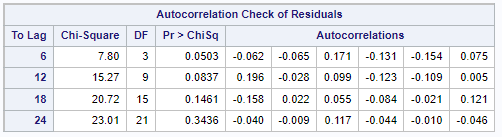 Autocorrelation Check of Residuals
To Lag Chi-Square DF Pr > ChiSq Autocorrelations
6 7.80 3 0.0503 -0.062 -0.065 0.171 -0.131 -0.154 0.075
12 15.27 9 0.0837 0.196 -0.028 0.099 -0.123 -0.109 0.005
18 20.72 15 0.1461 -0.158 0.022 0.055 -0.084 -0.021 0.121
24 23.01 21 0.3436 -0.040 -0.009 0.117 -0.044 -0.010 -0.046